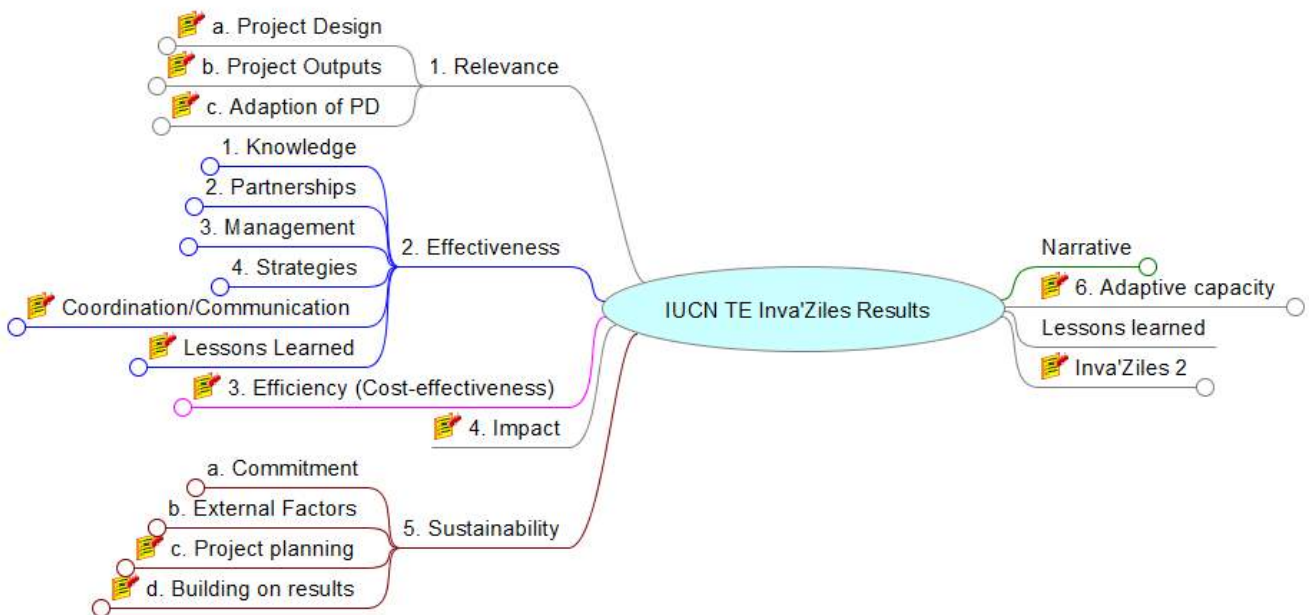 a. Project Design
b. Project Outputs
c. Adaption of PD
1. Relevance
1. Knowledge
2. Partnerships
3. Management
4. Strategies
Coordination/Communication
Lessons Learned
2. Effectiveness
3. Efficiency (Cost-effectiveness)
4. Impact
a. Commitment
b. External Factors
c. Project planning
d. Building on results
5. Sustainability
IUCN TE Inva'Ziles Results
Narrative
6. Adaptive capacity
Lessons learned
Inva'Ziles 2